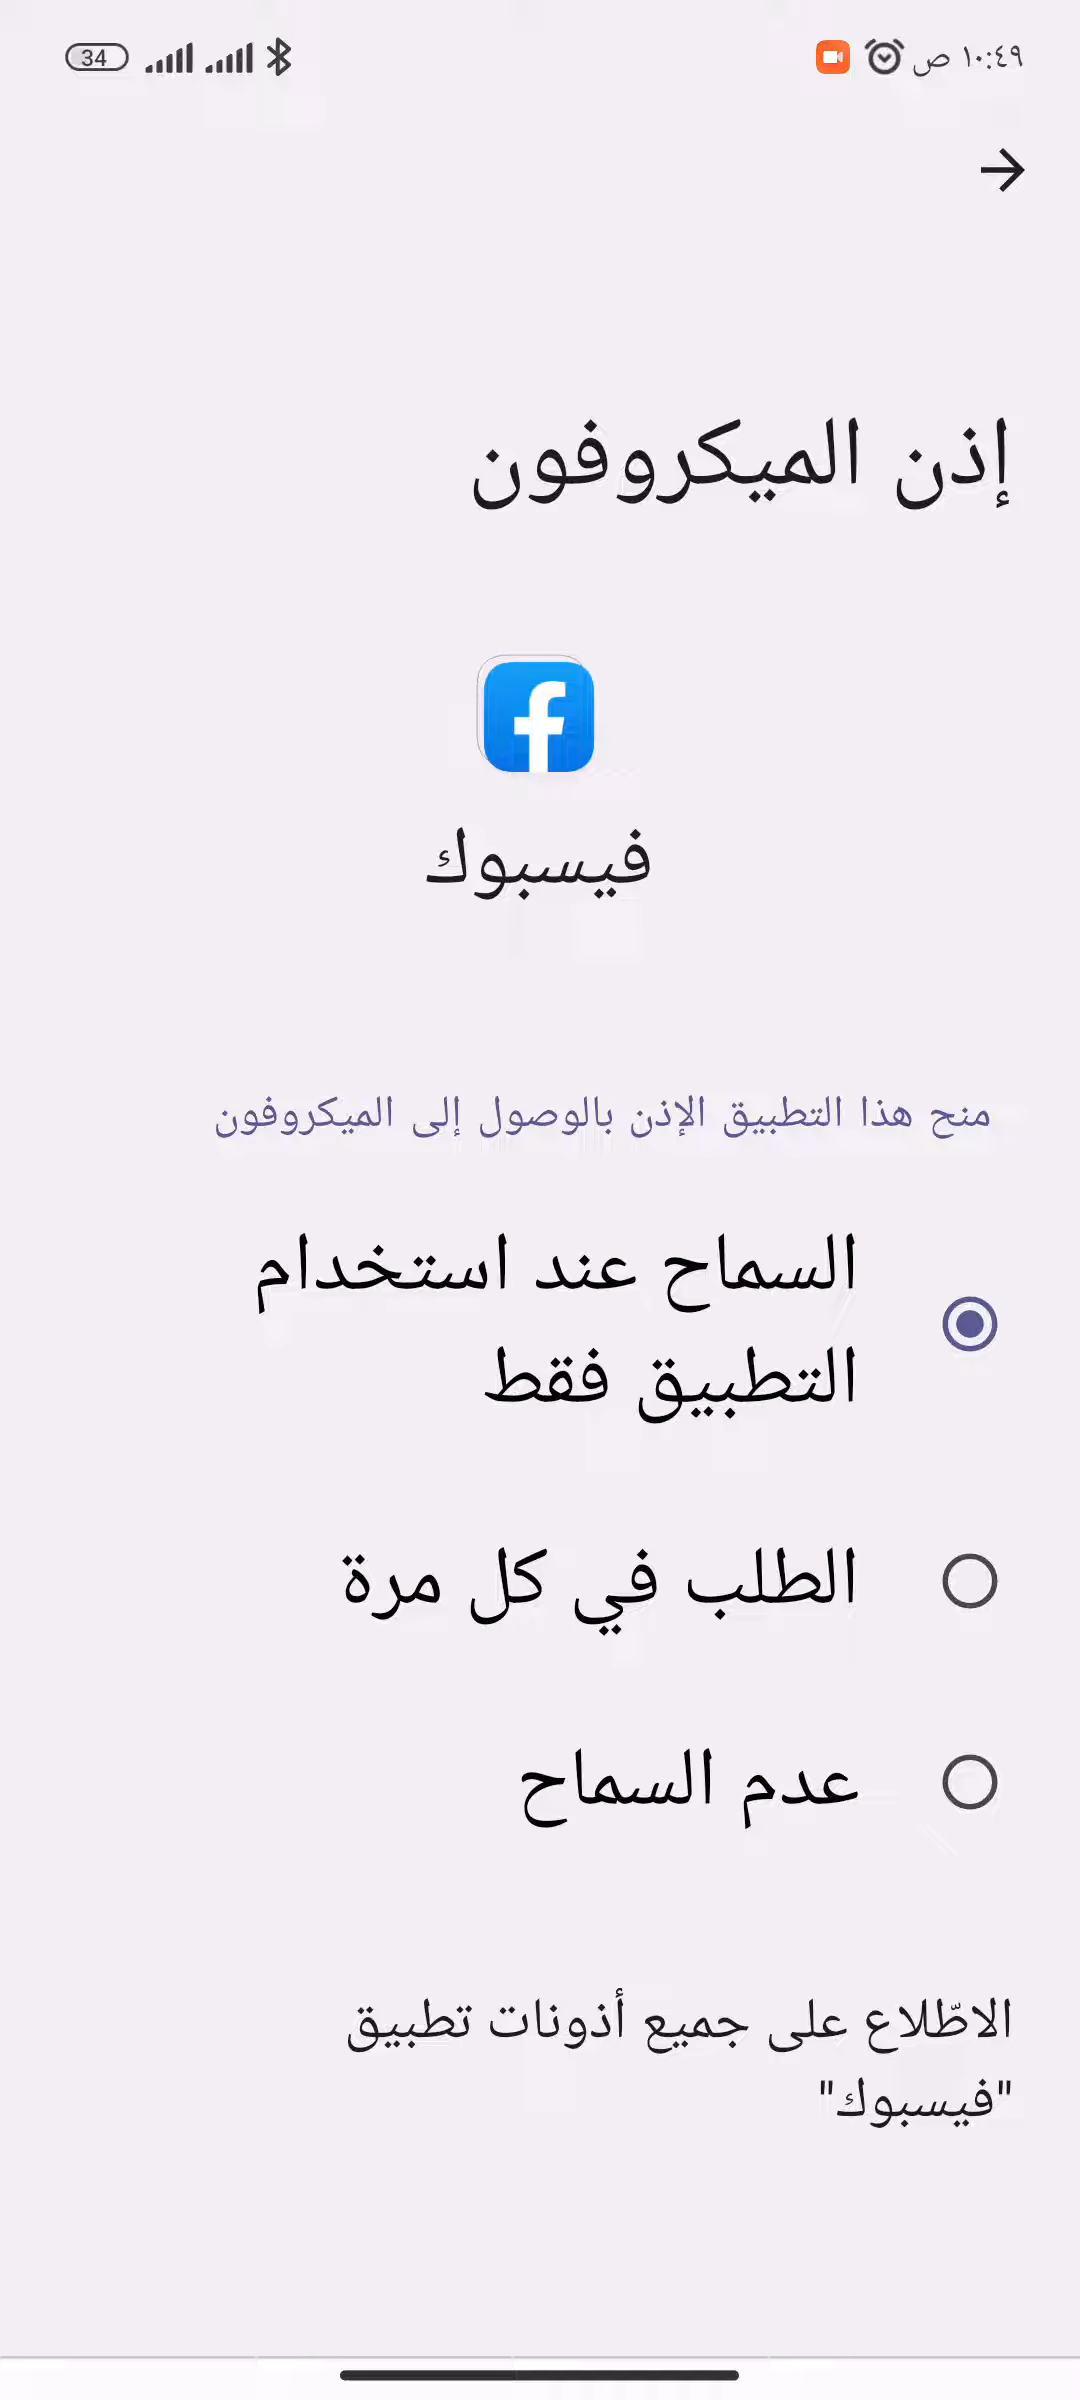 ١٠:٤٩ ص
34
إذن الميكروفون
فيسبوك
منح هذا التطبيق الإذن بالوصول إلى الميكروفون
السماح عند استخدام
التطبيق فقط
الطلب في كل مرة
عدم السماح
الاطّلاع على جميع أذونات تطبيق
"فيسبوك"